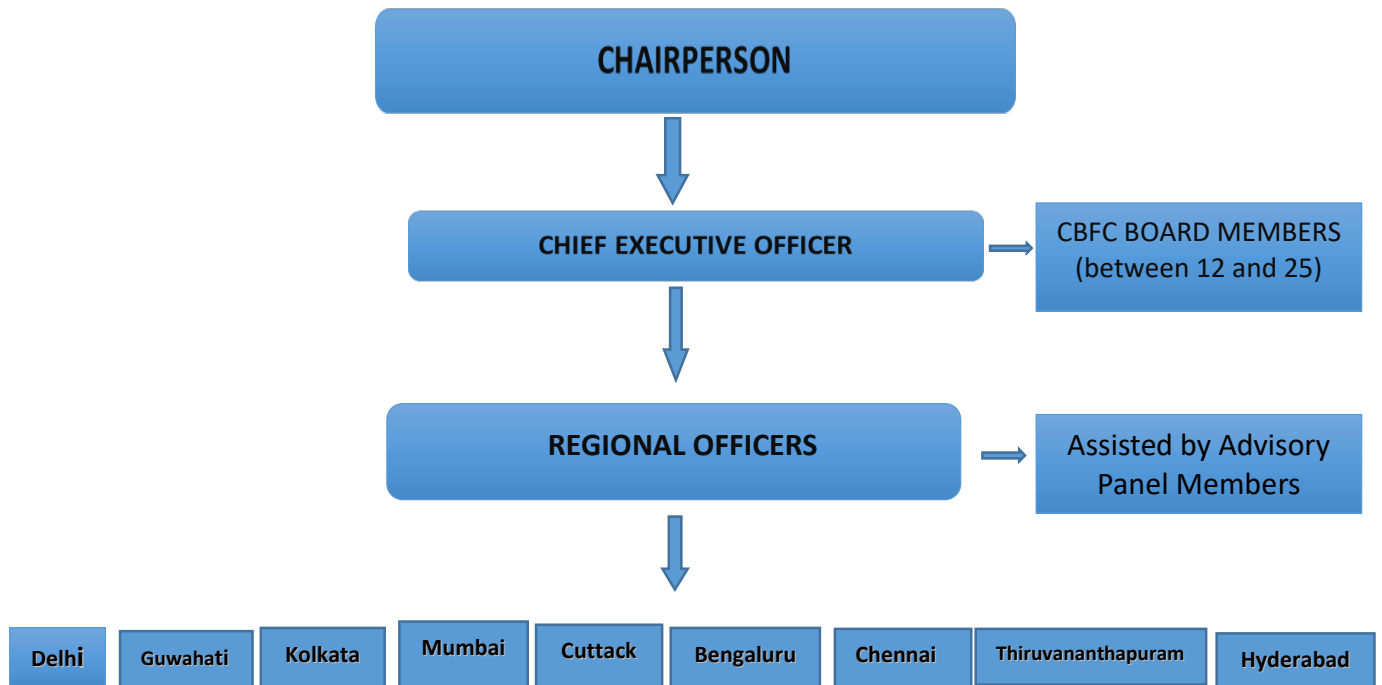 CHAIRPERSON
CHIEF EXECUTIVE OFFICER
CBFC BOARD MEMBERS
(between 12 and 25)
REGIONAL OFFICERS
Assisted by Advisory
Panel Members
Delhi
Guwahati
Kolkata
Mumbai
Cuttack
Bengaluru
Chennai
Thiruvananthapuram
Hyderabad